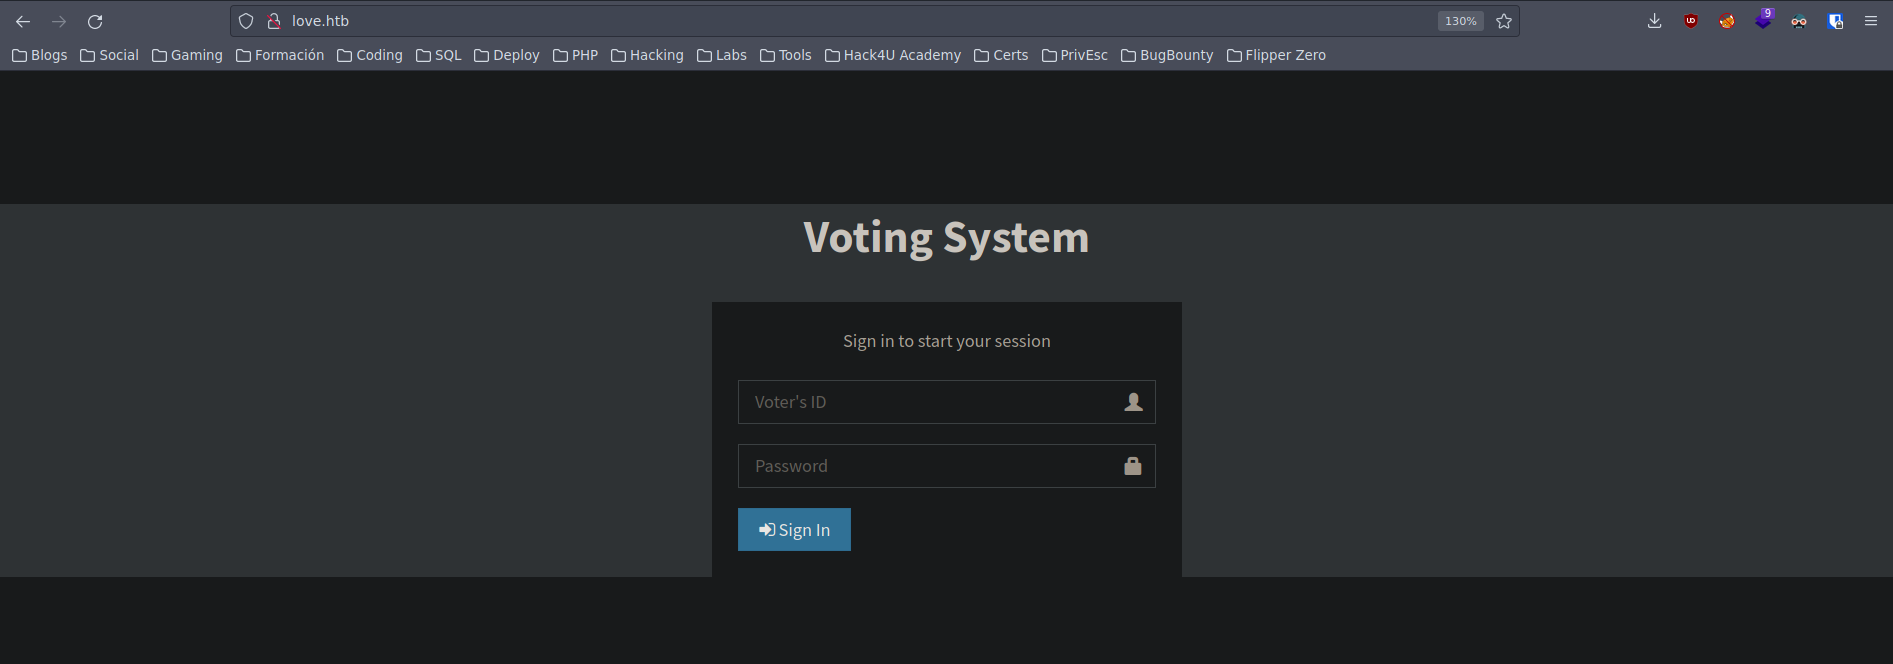 love.htb 130% 9
Blogs Social Gaming Formación Coding SQL Deploy PHP Hacking Labs Tools Hack4U Academy Certs PrivEsc BugBounty Flipper Zero
Voting System
Sign in to start your session
Voter's ID
Password
Sign In